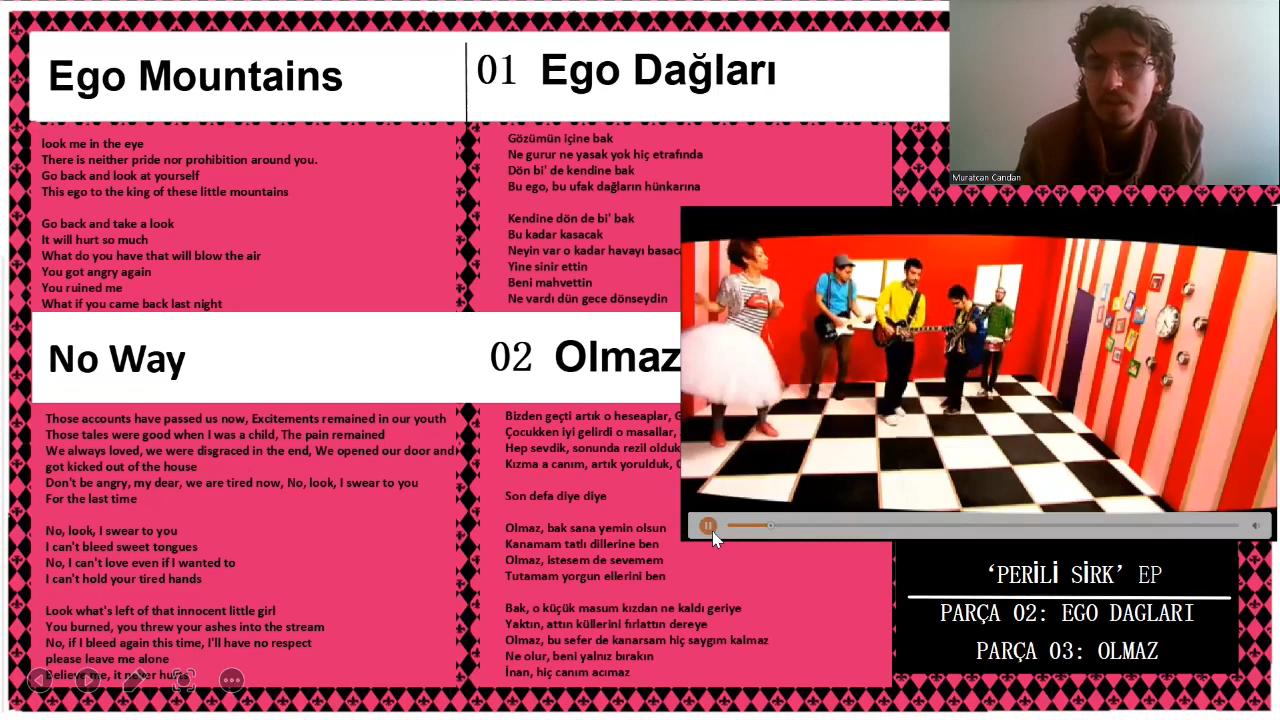 Ego Mountains
01 Ego Dağları
look me in the eye
There is neither pride nor prohibition around you.
Go back and look at yourself
This ego to the king of these little mountains
Go back and take a look
It will hurt so much
What do you have that will blow the air
You got angry again
You ruined me
What if you came back last night
Gözümün içine bak
Ne gurur ne yasak yok hiç etrafında
Dön bi' de kendine bak
Bu ego, bu ufak dağların hünkarına
Kendine dön de bi' bak
Bu kadar kasacak
Neyin var o kadar havayı basaca
Yine sinir ettin
Beni mahvettin
Ne vardı dün gece dönseydin
Muratcan Candan
No Way
02 Olmaz
Those accounts have passed us now, Excitements remained in our youth
Those tales were good when I was a child, The pain remained
We always loved, we were disgraced in the end, We opened our door and
got kicked out of the house
Don't be angry, my dear, we are tired now, No, look, I swear to you
For the last time
No, look, I swear to you
I can't bleed sweet tongues
No, I can't love even if I wanted to
I can't hold your tired hands
Look what's left of that innocent little girl
You burned, you threw your ashes into the stream
No, if I bleed again this time, I'll have no respect
please leave me alone
Believe me, it never hurts
Bizden geçti artık o heseaplar,
Çocukken iyi gelirdi o masallar,
Hep sevdik, sonunda rezil olduk
Kızma a canım, artık yorulduk,
Son defa diye diye
Olmaz, bak sana yemin olsun
Kanamam tatlı dillerine ben
Olmaz, istesem de sevemem
Tutamam yorgun ellerini ben
Bak, o küçük masum kızdan ne kaldı geriye
Yaktın, attın küllerini fırlattın dereye
Olmaz, bu sefer de kanarsam hiç saygım kalmaz
Ne olur, beni yalnız bırakın
İnan, hiç canım acımaz
‘PERİLİ SİRK’ EP
PARÇA 02: EGO DAGLARI
PARÇA 03: OLMAZ